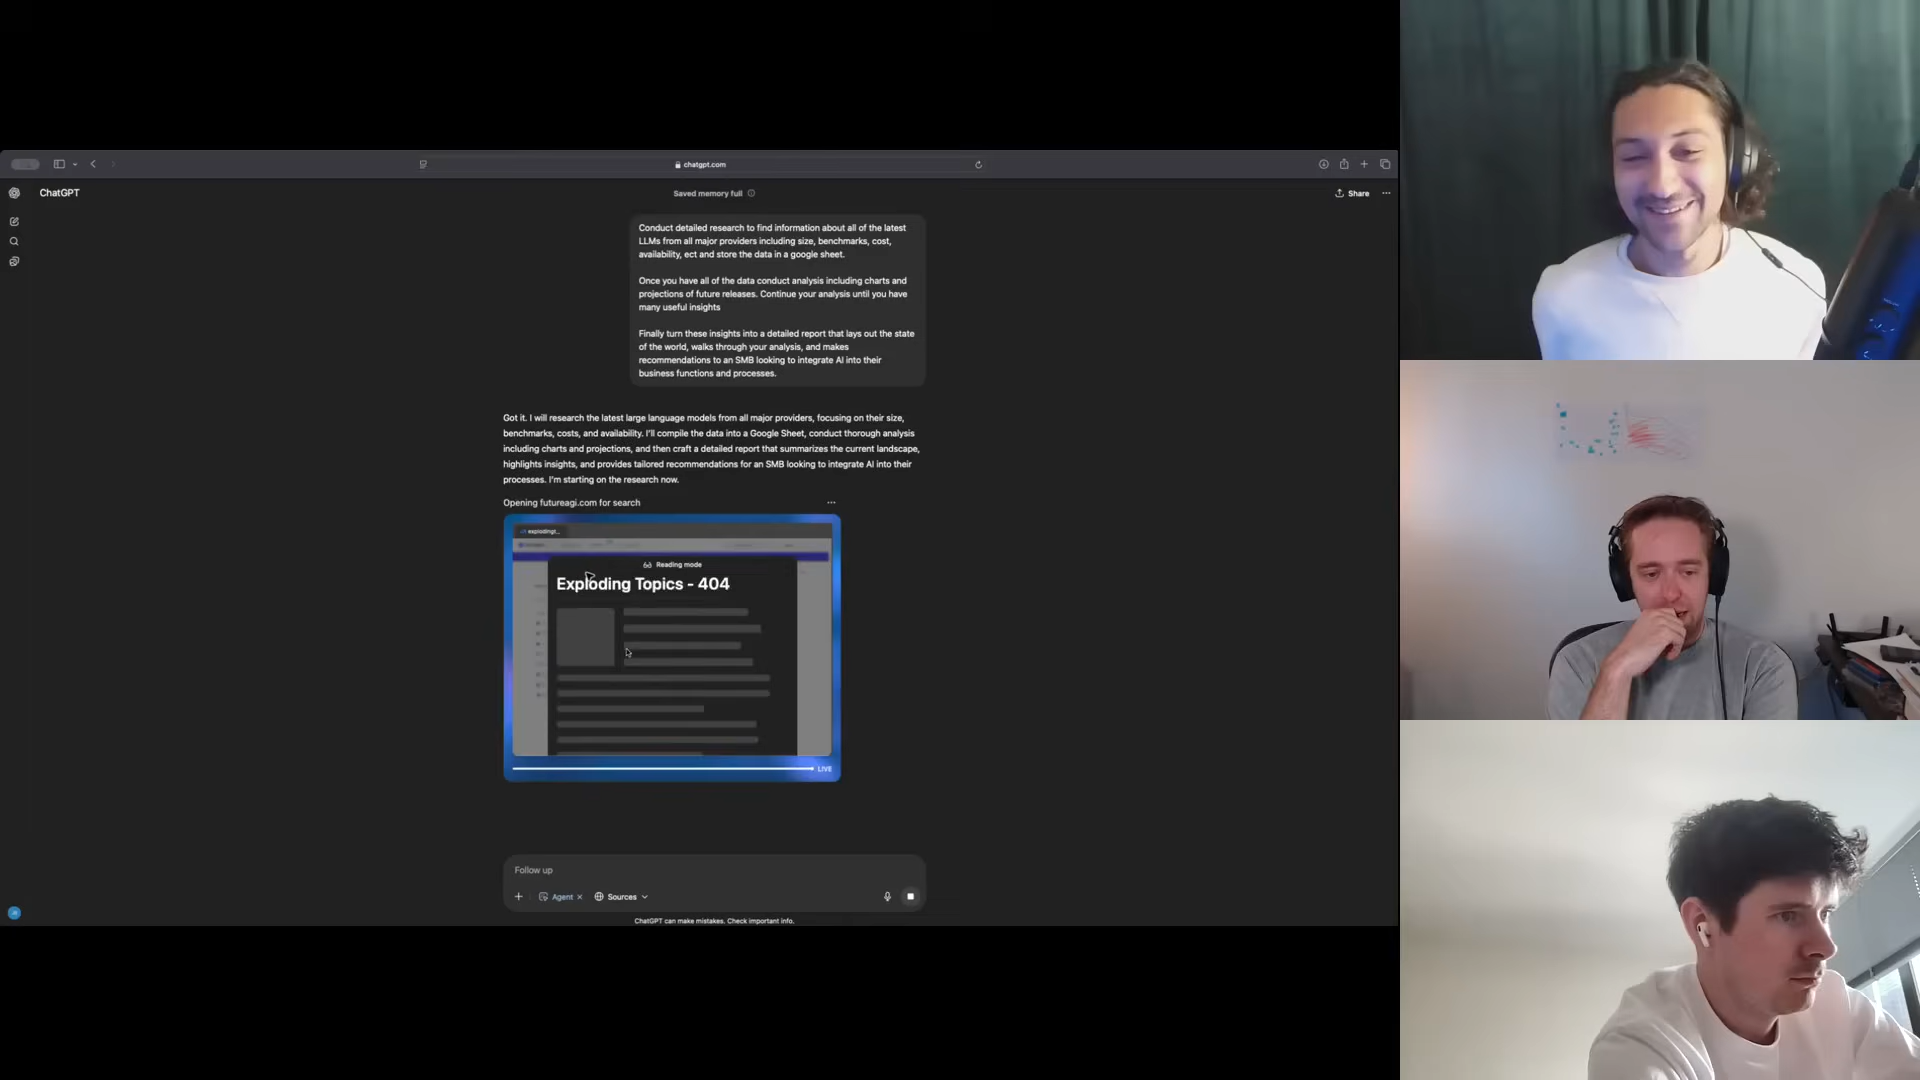 chatgpt.com
ChatGPT
Saved memory full
Share
Conduct detailed research to find information about all of the latest
LLMs from all major providers including size, benchmarks, cost,
availability, ect and store the data in a google sheet.
Once you have all of the data conduct analysis including charts and
projections of future releases. Continue your analysis until you have
many useful insights
Finally turn these insights into a detailed report that lays out the state
of the world, walks through your analysis, and makes
recommendations to an SMB looking to integrate AI into their
business functions and processes.
Got it. I will research the latest large language models from all major providers, focusing on their size,
benchmarks, costs, and availability. I'll compile the data into a Google Sheet, conduct thorough analysis
including charts and projections, and then craft a detailed report that summarizes the current landscape,
highlights insights, and provides tailored recommendations for an SMB looking to integrate AI into their
processes. I'm starting on the research now.
Opening futureagi.com for search
Reading mode
Exploding Topics - 404
LIVE
Follow up
Agent
Sources
ChatGPT can make mistakes. Check important info.